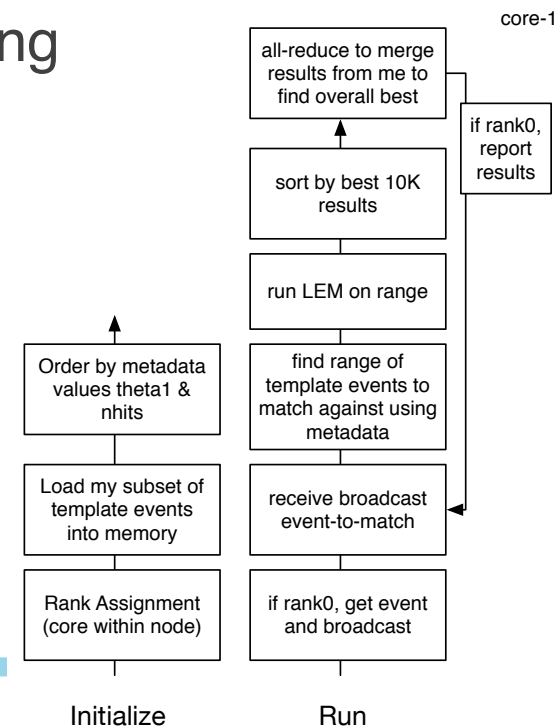 ng
core-1
all-reduce to merge
results from me to
find overall best
if rank0,
report
results
sort by best 10K
results
run LEM on range
find range of
template events to
match against using
metadata
receive broadcast
event-to-match
if rank0, get event
and broadcast
Order by metadata
values theta1 &
nhits
Load my subset of
template events
into memory
Rank Assignment
(core within node)
Initialize
Run